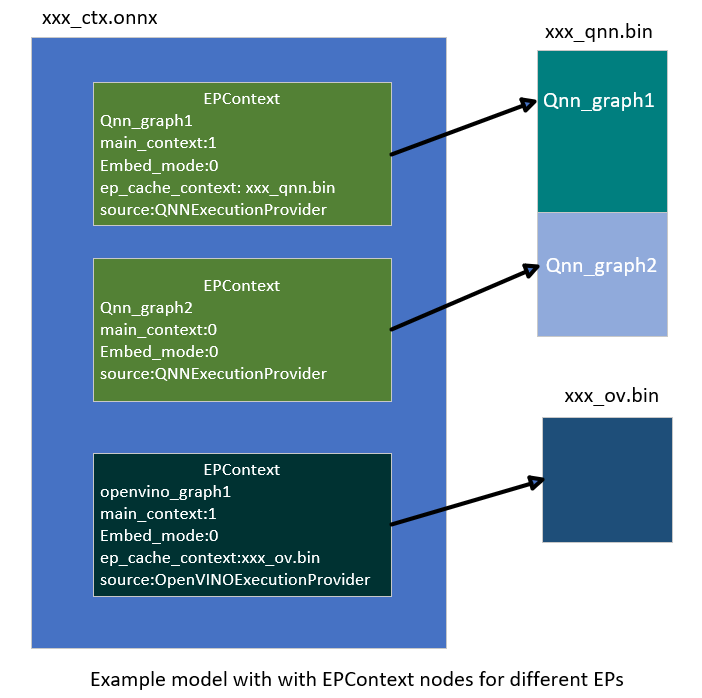 xxx_ctx.onnx
EPContext
Qnn_graph1
main_context:1
Embed_mode:0
ep_cache_context: xxx_qnn.bin
source:QNNExecutionProvider
EPContext
Qnn_graph2
main_context:0
Embed_mode:0
source:QNNExecutionProvider
EPContext
openvino_graph1
main_context:1
Embed_mode:0
ep_cache_context:xxx_ov.bin
source:OpenVINOExecutionProvider
xxx_qnn.bin
Qnn_graph1
Qnn_graph2
xxx_ov.bin
Example model with with EPContext nodes for different EPs